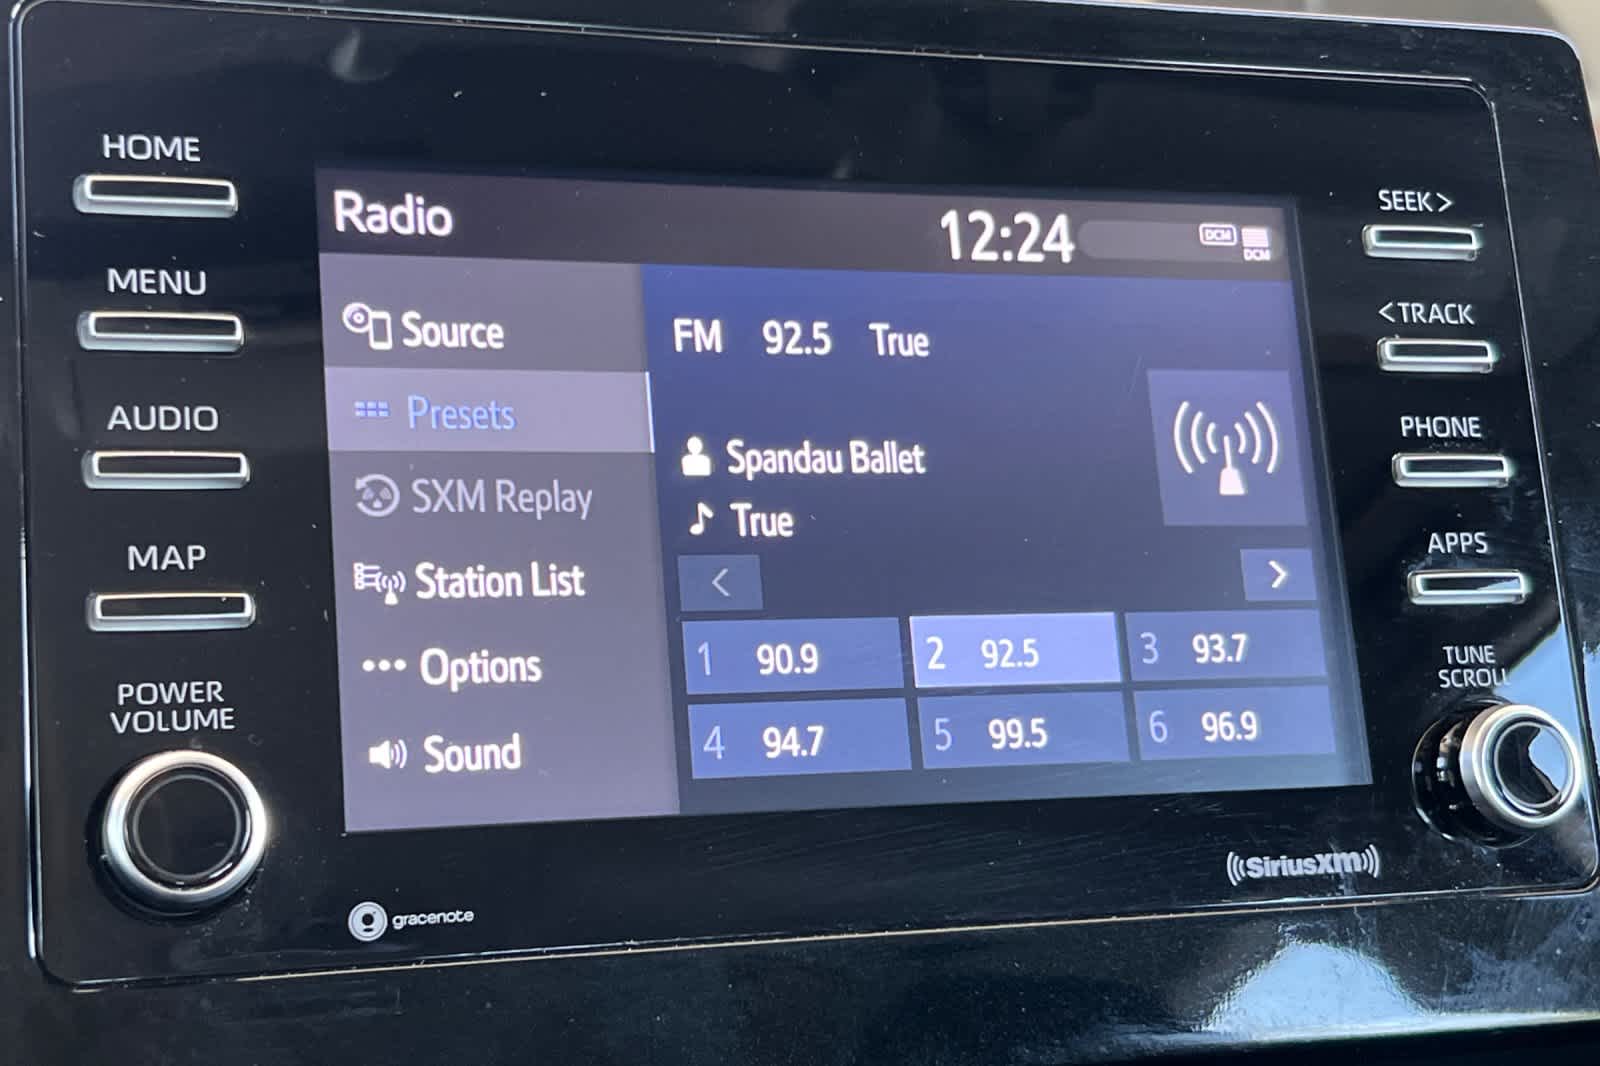 HOME
MENU
AUDIO
MAP
POWER
VOLUME
Radio
12:24
DCM
DCM
Source
Presets
SXM Replay
Station List
Options
Sound
FM 92.5 True
Spandau Ballet
True
<
>
1 90.9
2 92.5
3 93.7
4 94.7
5 99.5
6 96.9
SEEK >
< TRACK
PHONE
APPS
TUNE
SCROLL
gracenote
((SiriusXM))